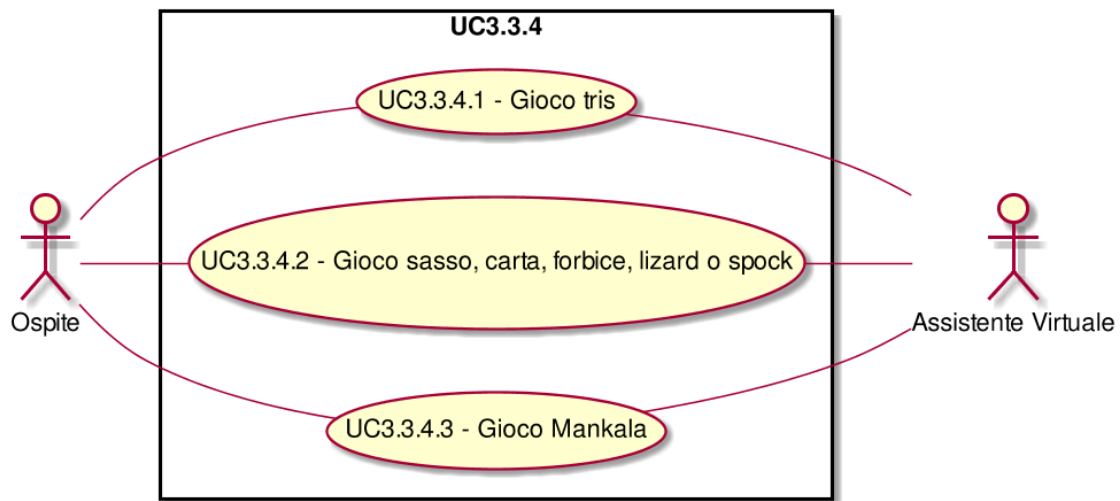 UC3.3.4
UC3.3.4.1 - Gioco tris
UC3.3.4.2 - Gioco sasso, carta, forbice, lizard o spock
Ospite
Assistente Virtuale
UC3.3.4.3 - Gioco Mankala